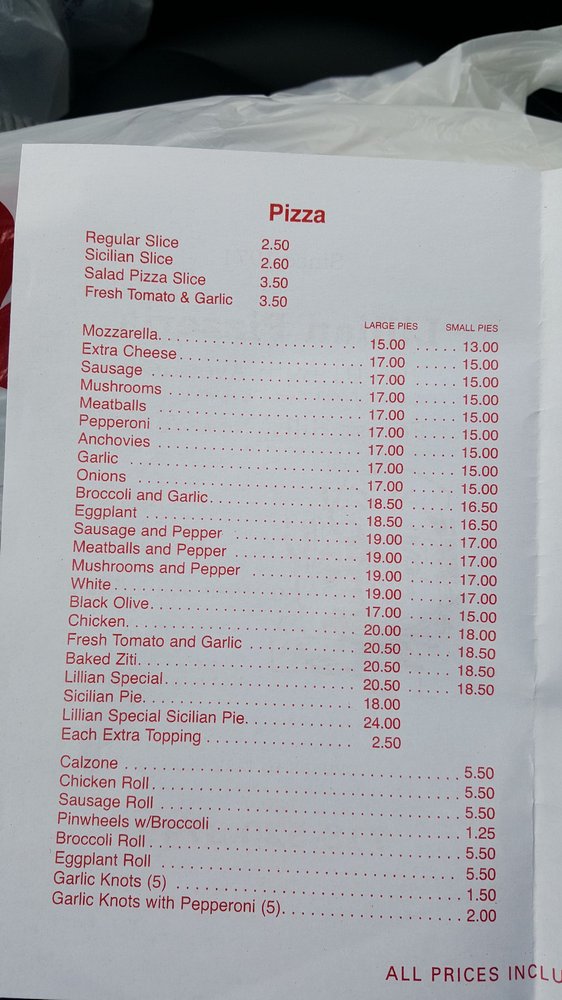 Pizza
Regular Slice 2.50
Sicilian Slice 2.60
Salad Pizza Slice 3.50
Fresh Tomato & Garlic 3.50
LARGE PIES SMALL PIES
Mozzarella. . . . . . . . . . 15.00 . . . . . 13.00
Extra Cheese . . . . . . . . . . 17.00 . . . . . 15.00
Sausage . . . . . . . . . . 17.00 . . . . . 15.00
Mushrooms . . . . . . . . . . 17.00 . . . . . 15.00
Meatballs . . . . . . . . . . 17.00 . . . . . 15.00
Pepperoni . . . . . . . . . . 17.00 . . . . . 15.00
Anchovies . . . . . . . . . . 17.00 . . . . . 15.00
Garlic . . . . . . . . . . 17.00 . . . . . 15.00
Onions . . . . . . . . . . 17.00 . . . . . 15.00
Broccoli and Garlic . . . . . . . . . . 18.50 . . . . . 16.50
Eggplant . . . . . . . . . . 18.50 . . . . . 16.50
Sausage and Pepper . . . . . . . . . . 19.00 . . . . . 17.00
Meatballs and Pepper . . . . . . . . . . 19.00 . . . . . 17.00
Mushrooms and Pepper . . . . . . . . . . 19.00 . . . . . 17.00
White . . . . . . . . . . 19.00 . . . . . 17.00
Black Olive. . . . . . . . . . 17.00 . . . . . 15.00
Chicken. . . . . . . . . . 20.00 . . . . . 18.00
Fresh Tomato and Garlic . . . . . . . . . . 20.50 . . . . . 18.50
Baked Ziti. . . . . . . . . . 20.50 . . . . . 18.50
Lillian Special . . . . . . . . . . 20.50 . . . . . 18.50
Sicilian Pie. . . . . . . . . . 18.00
Lillian Special Sicilian Pie. . . . . . . . . . 24.00
Each Extra Topping . . . . . . . . . . 2.50
Calzone . . . . . . . . . . 5.50
Chicken Roll . . . . . . . . . . 5.50
Sausage Roll . . . . . . . . . . 5.50
Pinwheels w/Broccoli . . . . . . . . . . 1.25
Broccoli Roll . . . . . . . . . . 5.50
Eggplant Roll . . . . . . . . . . 5.50
Garlic Knots (5) . . . . . . . . . . 1.50
Garlic Knots with Pepperoni (5). . . . . . . . . . 2.00
ALL PRICES INCLU